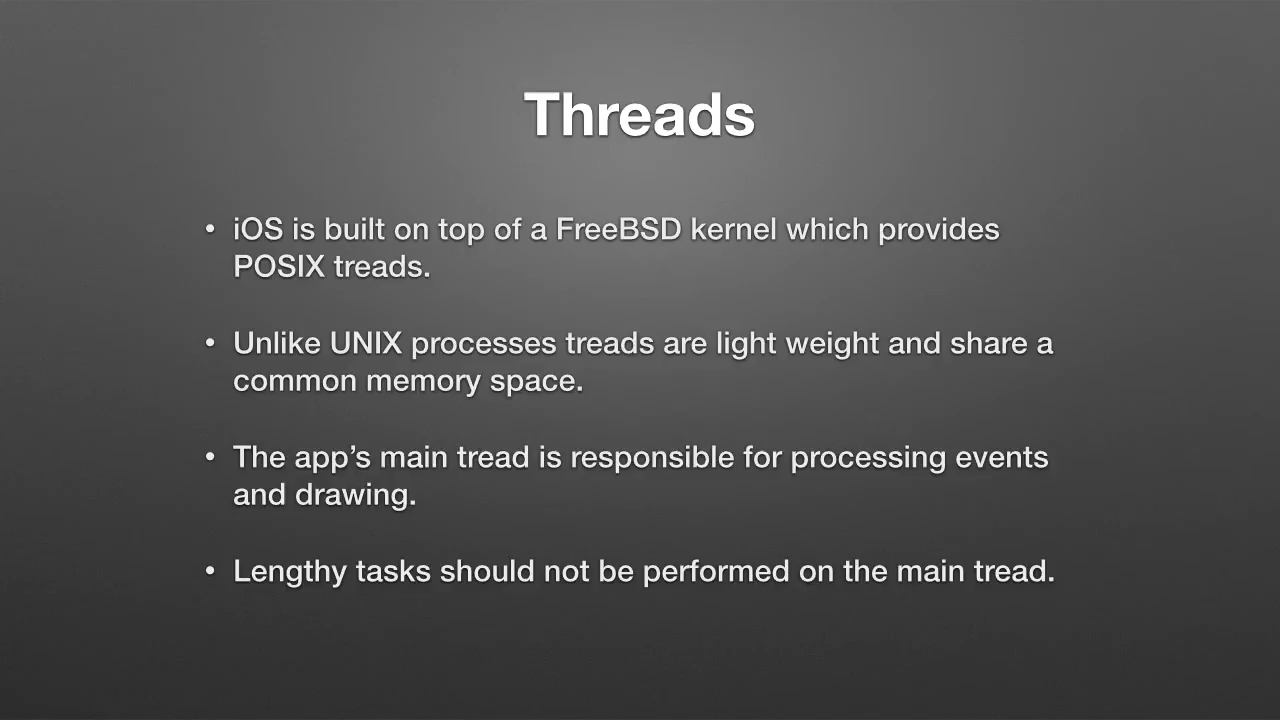 Threads
• iOS is built on top of a FreeBSD kernel which provides
POSIX treads.
• Unlike UNIX processes treads are light weight and share a
common memory space.
• The app’s main tread is responsible for processing events
and drawing.
• Lengthy tasks should not be performed on the main tread.